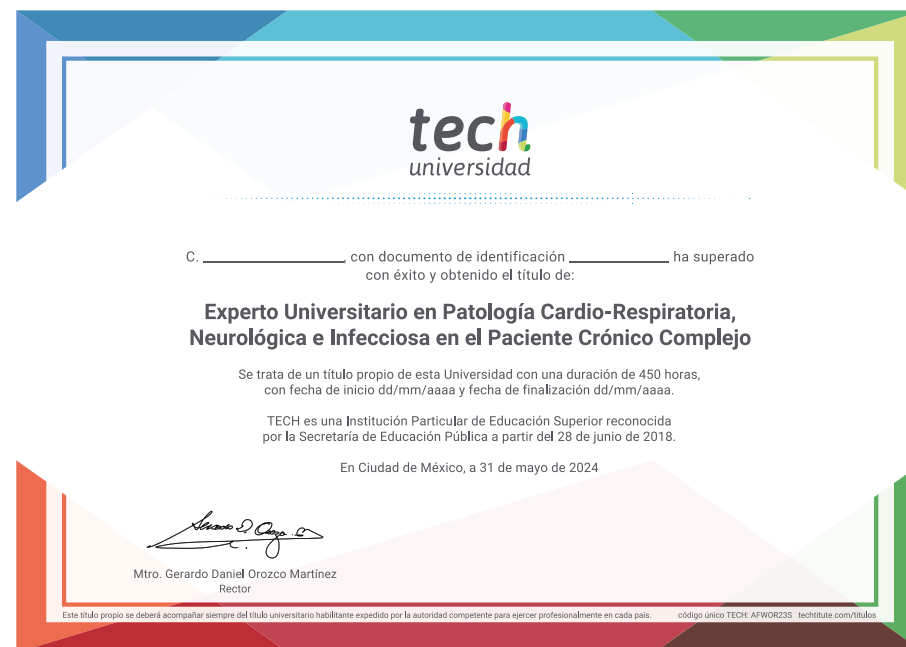 tech
universidad
C. ____________, con documento de identificación ____________ ha superado
con éxito y obtenido el título de:
Experto Universitario en Patología Cardio-Respiratoria,
Neurológica e Infecciosa en el Paciente Crónico Complejo
Se trata de un título propio de esta Universidad con una duración de 450 horas,
con fecha de inicio dd/mm/aaaa y fecha de finalización dd/mm/aaaa.
TECH es una Institución Particular de Educación Superior reconocida
por la Secretaría de Educación Pública a partir del 28 de junio de 2018.
En Ciudad de México, a 31 de mayo de 2024
Mtro. Gerardo Daniel Orozco Martínez
Rector
Este título propio se deberá acompañar siempre del título universitario habilitante expedido por la autoridad competente para ejercer profesionalmente en cada país. código único TECH: AFWOR23S techtitute.com/titulos